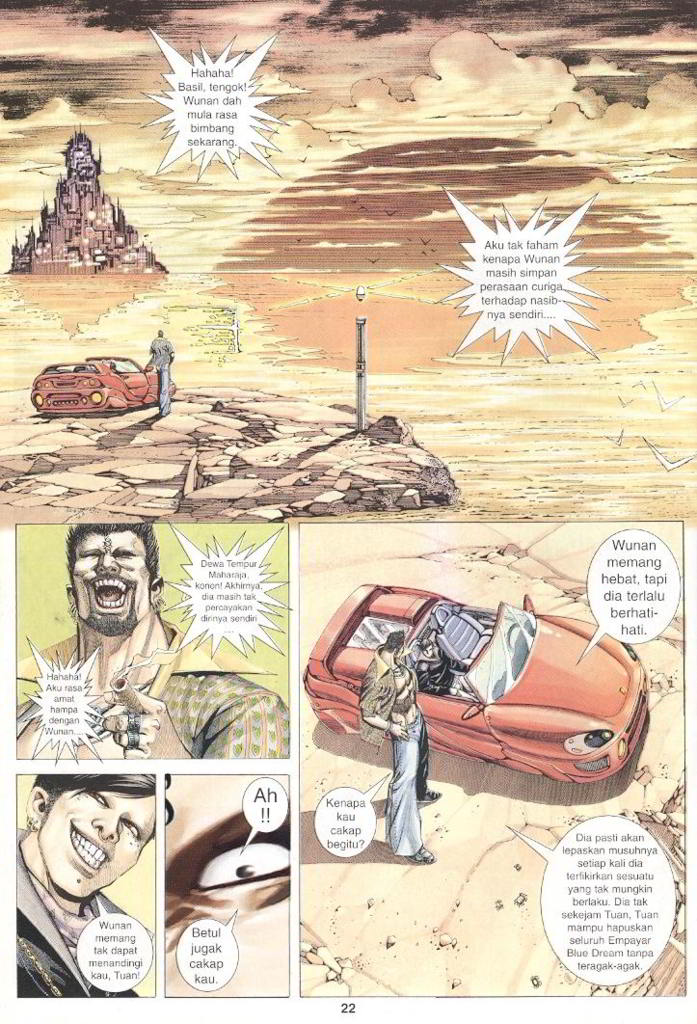 Hahaha!
Basil, tengok!
Wunan dah
mula rasa
bimbang
sekarang.
Aku tak faham
kenapa Wunan
masih simpan
perasaan curiga
terhadap nasib-
nya sendiri....
Dewa Tempur
Maharaja,
konon! Akhirnya,
dia masih tak
percayakan
dirinya sendiri
....
Hahaha!
Aku rasa
amat
hampa
dengan
Wunan....
Wunan
memang
hebat, tapi
dia terlalu
berhati-
hati.
Kenapa
kau
cakap
begitu?
Dia pasti akan
lepaskan musuhnya
setiap kali dia
terfikirkan sesuatu
yang tak mungkin
berlaku. Dia tak
sekejam Tuan, Tuan
mampu hapuskan
seluruh Empayar
Blue Dream tanpa
teragak-agak.
Wunan
memang
tak dapat
menandingi
kau, Tuan!
Ah
!!
Betul
jugak
cakap
kau.
22